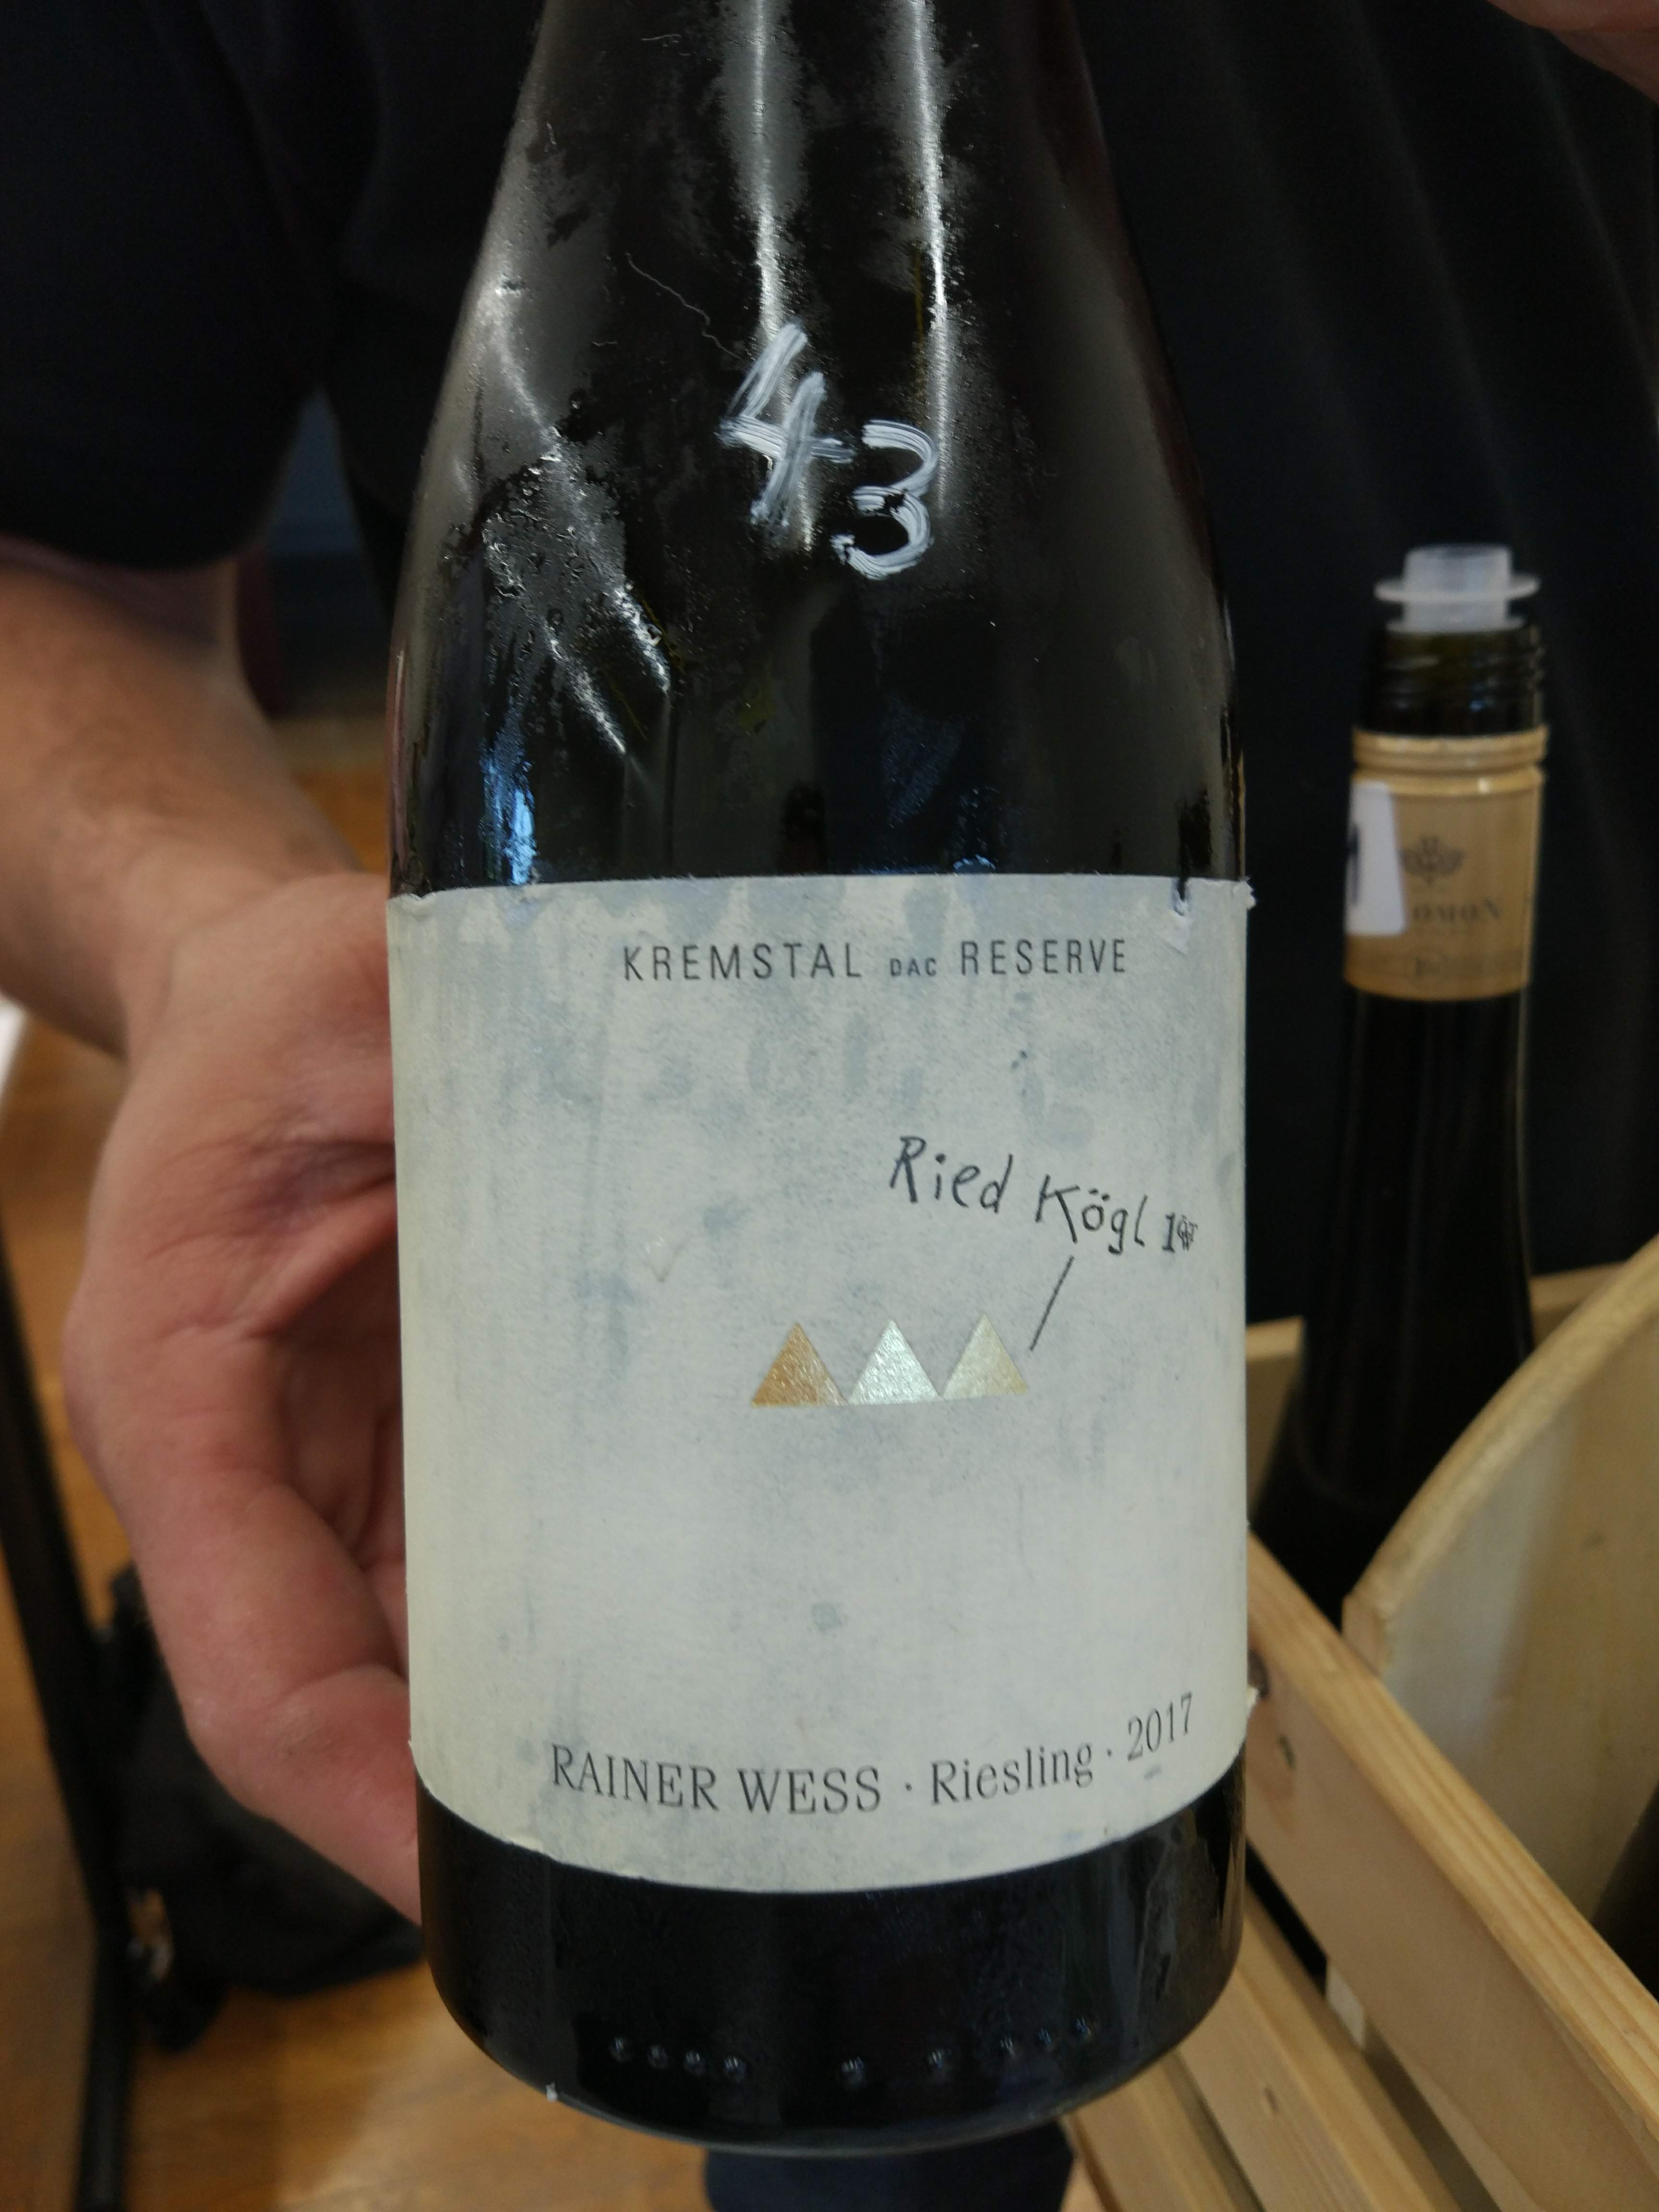 43
KREMSTAL DAC RESERVE
Ried Kögl 1ÖTW
RAINER WESS · Riesling · 2017